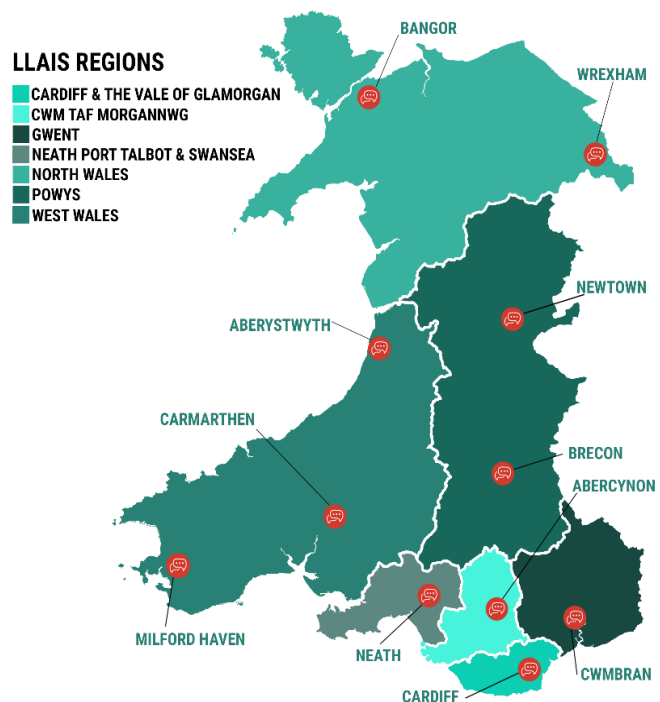 BANGOR
LLAIS REGIONS
WREXHAM
CARDIFF & THE VALE OF GLAMORGAN
CWM TAF MORGANNWG
GWENT
NEATH PORT TALBOT & SWANSEA
NORTH WALES
POWYS
WEST WALES
NEWTOWN
ABERYSTWYTH
CARMARTHEN
BRECON
ABERCYNON
MILFORD HAVEN
NEATH
CWMBRAN
CARDIFF